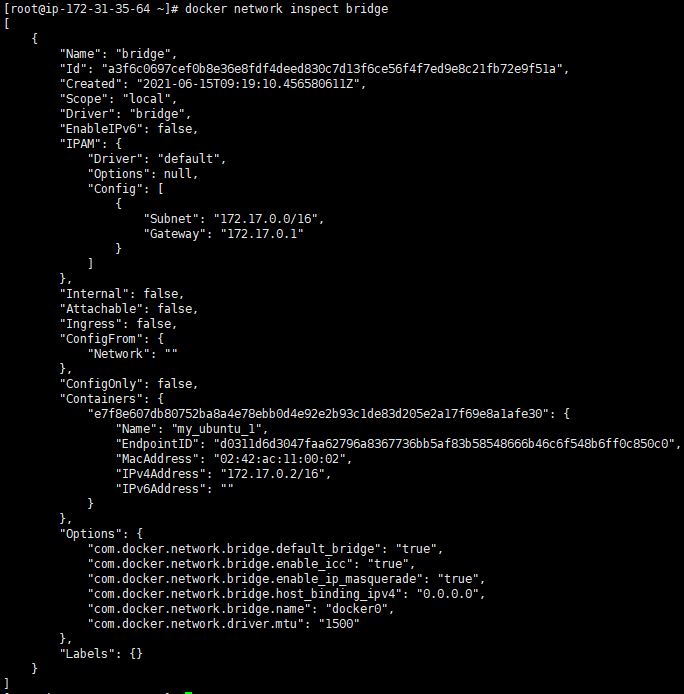 [root@ip-172-31-35-64 ~]# docker network inspect bridge
[
    {
        "Name": "bridge",
        "Id": "a3f6c0697cef0b8e36e8fdf4deed830c7d13f6ce56f4f7ed9e8c21fb72e9f51a",
        "Created": "2021-06-15T09:19:10.456580611Z",
        "Scope": "local",
        "Driver": "bridge",
        "EnableIPv6": false,
        "IPAM": {
            "Driver": "default",
            "Options": null,
            "Config": [
                {
                    "Subnet": "172.17.0.0/16",
                    "Gateway": "172.17.0.1"
                }
            ]
        },
        "Internal": false,
        "Attachable": false,
        "Ingress": false,
        "ConfigFrom": {
            "Network": ""
        },
        "ConfigOnly": false,
        "Containers": {
            "e7f8e607db80752ba8a4e78ebb0d4e92e2b93c1de83d205e2a17f69e8a1afe30": {
                "Name": "my_ubuntu_1",
                "EndpointID": "d0311d6d3047faa62796a8367736bb5af83b58548666b46c6f548b6ff0c850c0",
                "MacAddress": "02:42:ac:11:00:02",
                "IPv4Address": "172.17.0.2/16",
                "IPv6Address": ""
            }
        },
        "Options": {
            "com.docker.network.bridge.default_bridge": "true",
            "com.docker.network.bridge.enable_icc": "true",
            "com.docker.network.bridge.enable_ip_masquerade": "true",
            "com.docker.network.bridge.host_binding_ipv4": "0.0.0.0",
            "com.docker.network.bridge.name": "docker0",
            "com.docker.network.driver.mtu": "1500"
        },
        "Labels": {}
    }
]